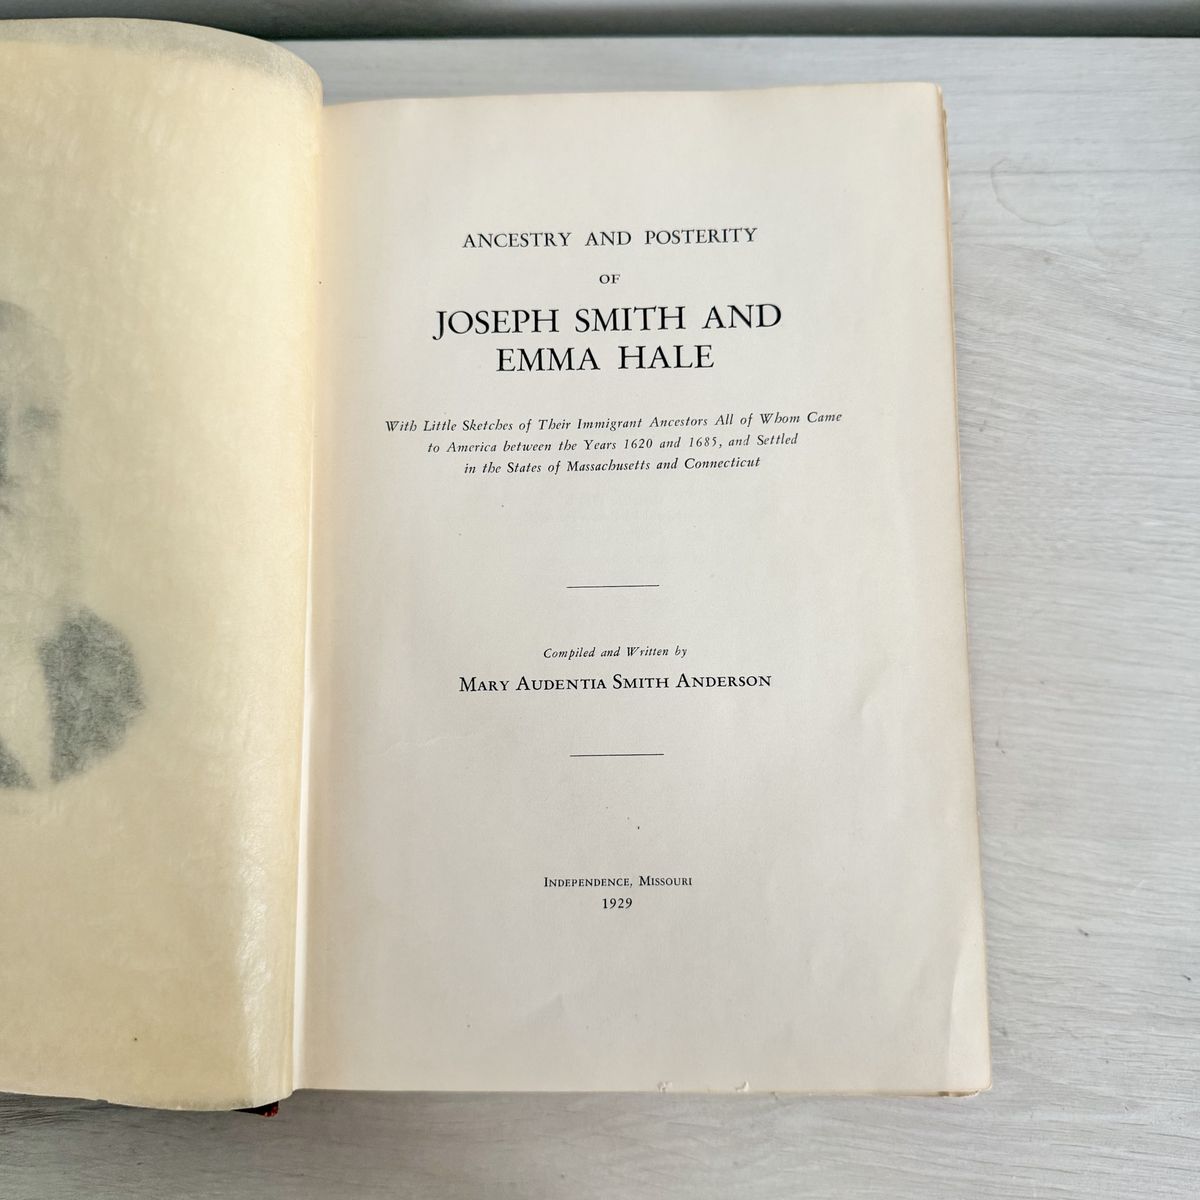 ANCESTRY AND POSTERITY
OF
JOSEPH SMITH AND
EMMA HALE
With Little Sketches of Their Immigrant Ancestors All of Whom Came
to America between the Years 1620 and 1685, and Settled
in the States of Massachusetts and Connecticut
Compiled and Written by
MARY AUDENTIA SMITH ANDERSON
INDEPENDENCE, MISSOURI
1929